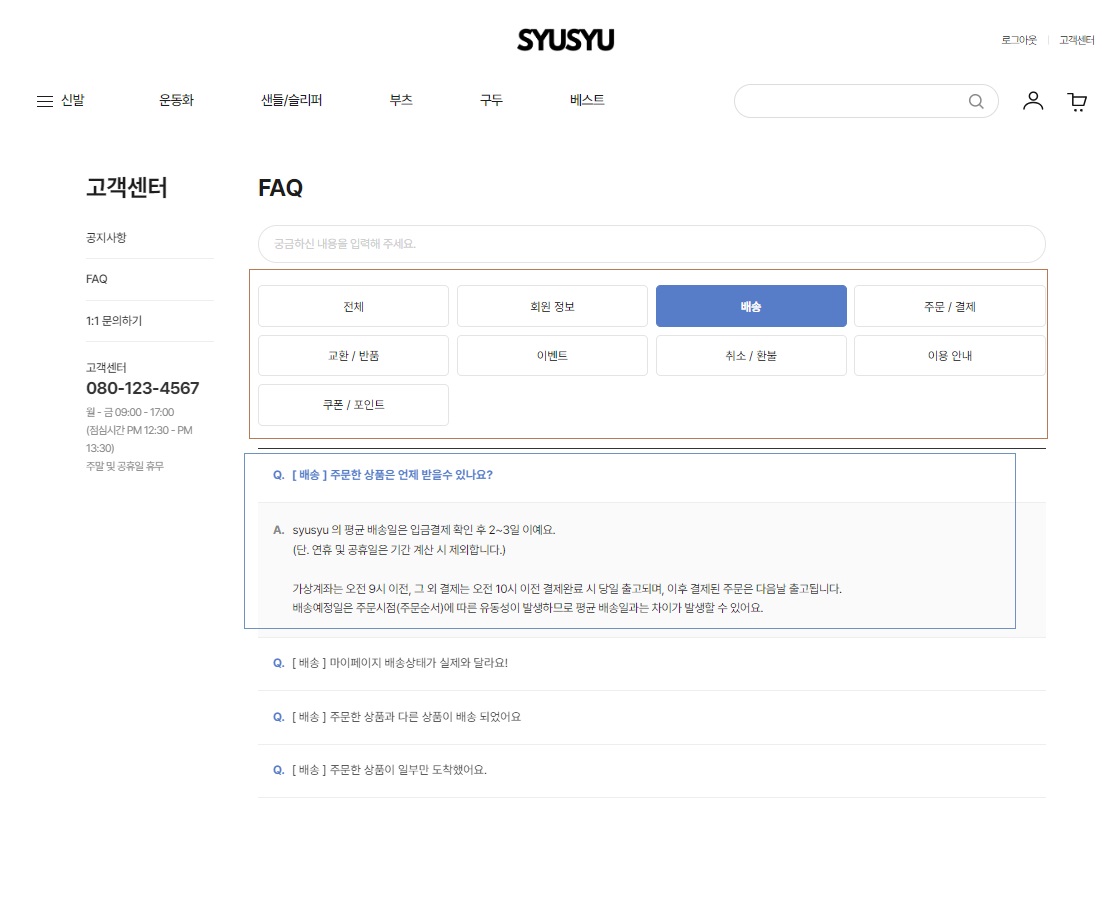 SYUSYU
로그아웃 고객센터
신발 운동화 샌들/슬리퍼 부츠 구두 베스트
고객센터
공지사항
FAQ
1:1 문의하기
고객센터
080-123-4567
월 - 금 09:00 - 17:00
(점심시간 PM 12:30 - PM
13:30)
주말 및 공휴일 휴무
FAQ
궁금하신 내용을 입력해 주세요.
전체 회원 정보 배송 주문 / 결제
교환 / 반품 이벤트 취소 / 환불 이용 안내
쿠폰 / 포인트
Q. [ 배송 ] 주문한 상품은 언제 받을수 있나요?
A. syusyu 의 평균 배송일은 입금결제 확인 후 2~3일 이예요.
(단. 연휴 및 공휴일은 기간 계산 시 제외합니다.)
가상계좌는 오전 9시 이전, 그 외 결제는 오전 10시 이전 결제완료 시 당일 출고되며, 이후 결제된 주문은 다음날 출고됩니다.
배송예정일은 주문시점(주문순서)에 따른 유동성이 발생하므로 평균 배송일과는 차이가 발생할 수 있어요.
Q. [ 배송 ] 마이페이지 배송상태가 실제와 달라요!
Q. [ 배송 ] 주문한 상품과 다른 상품이 배송 되었어요
Q. [ 배송 ] 주문한 상품이 일부만 도착했어요.